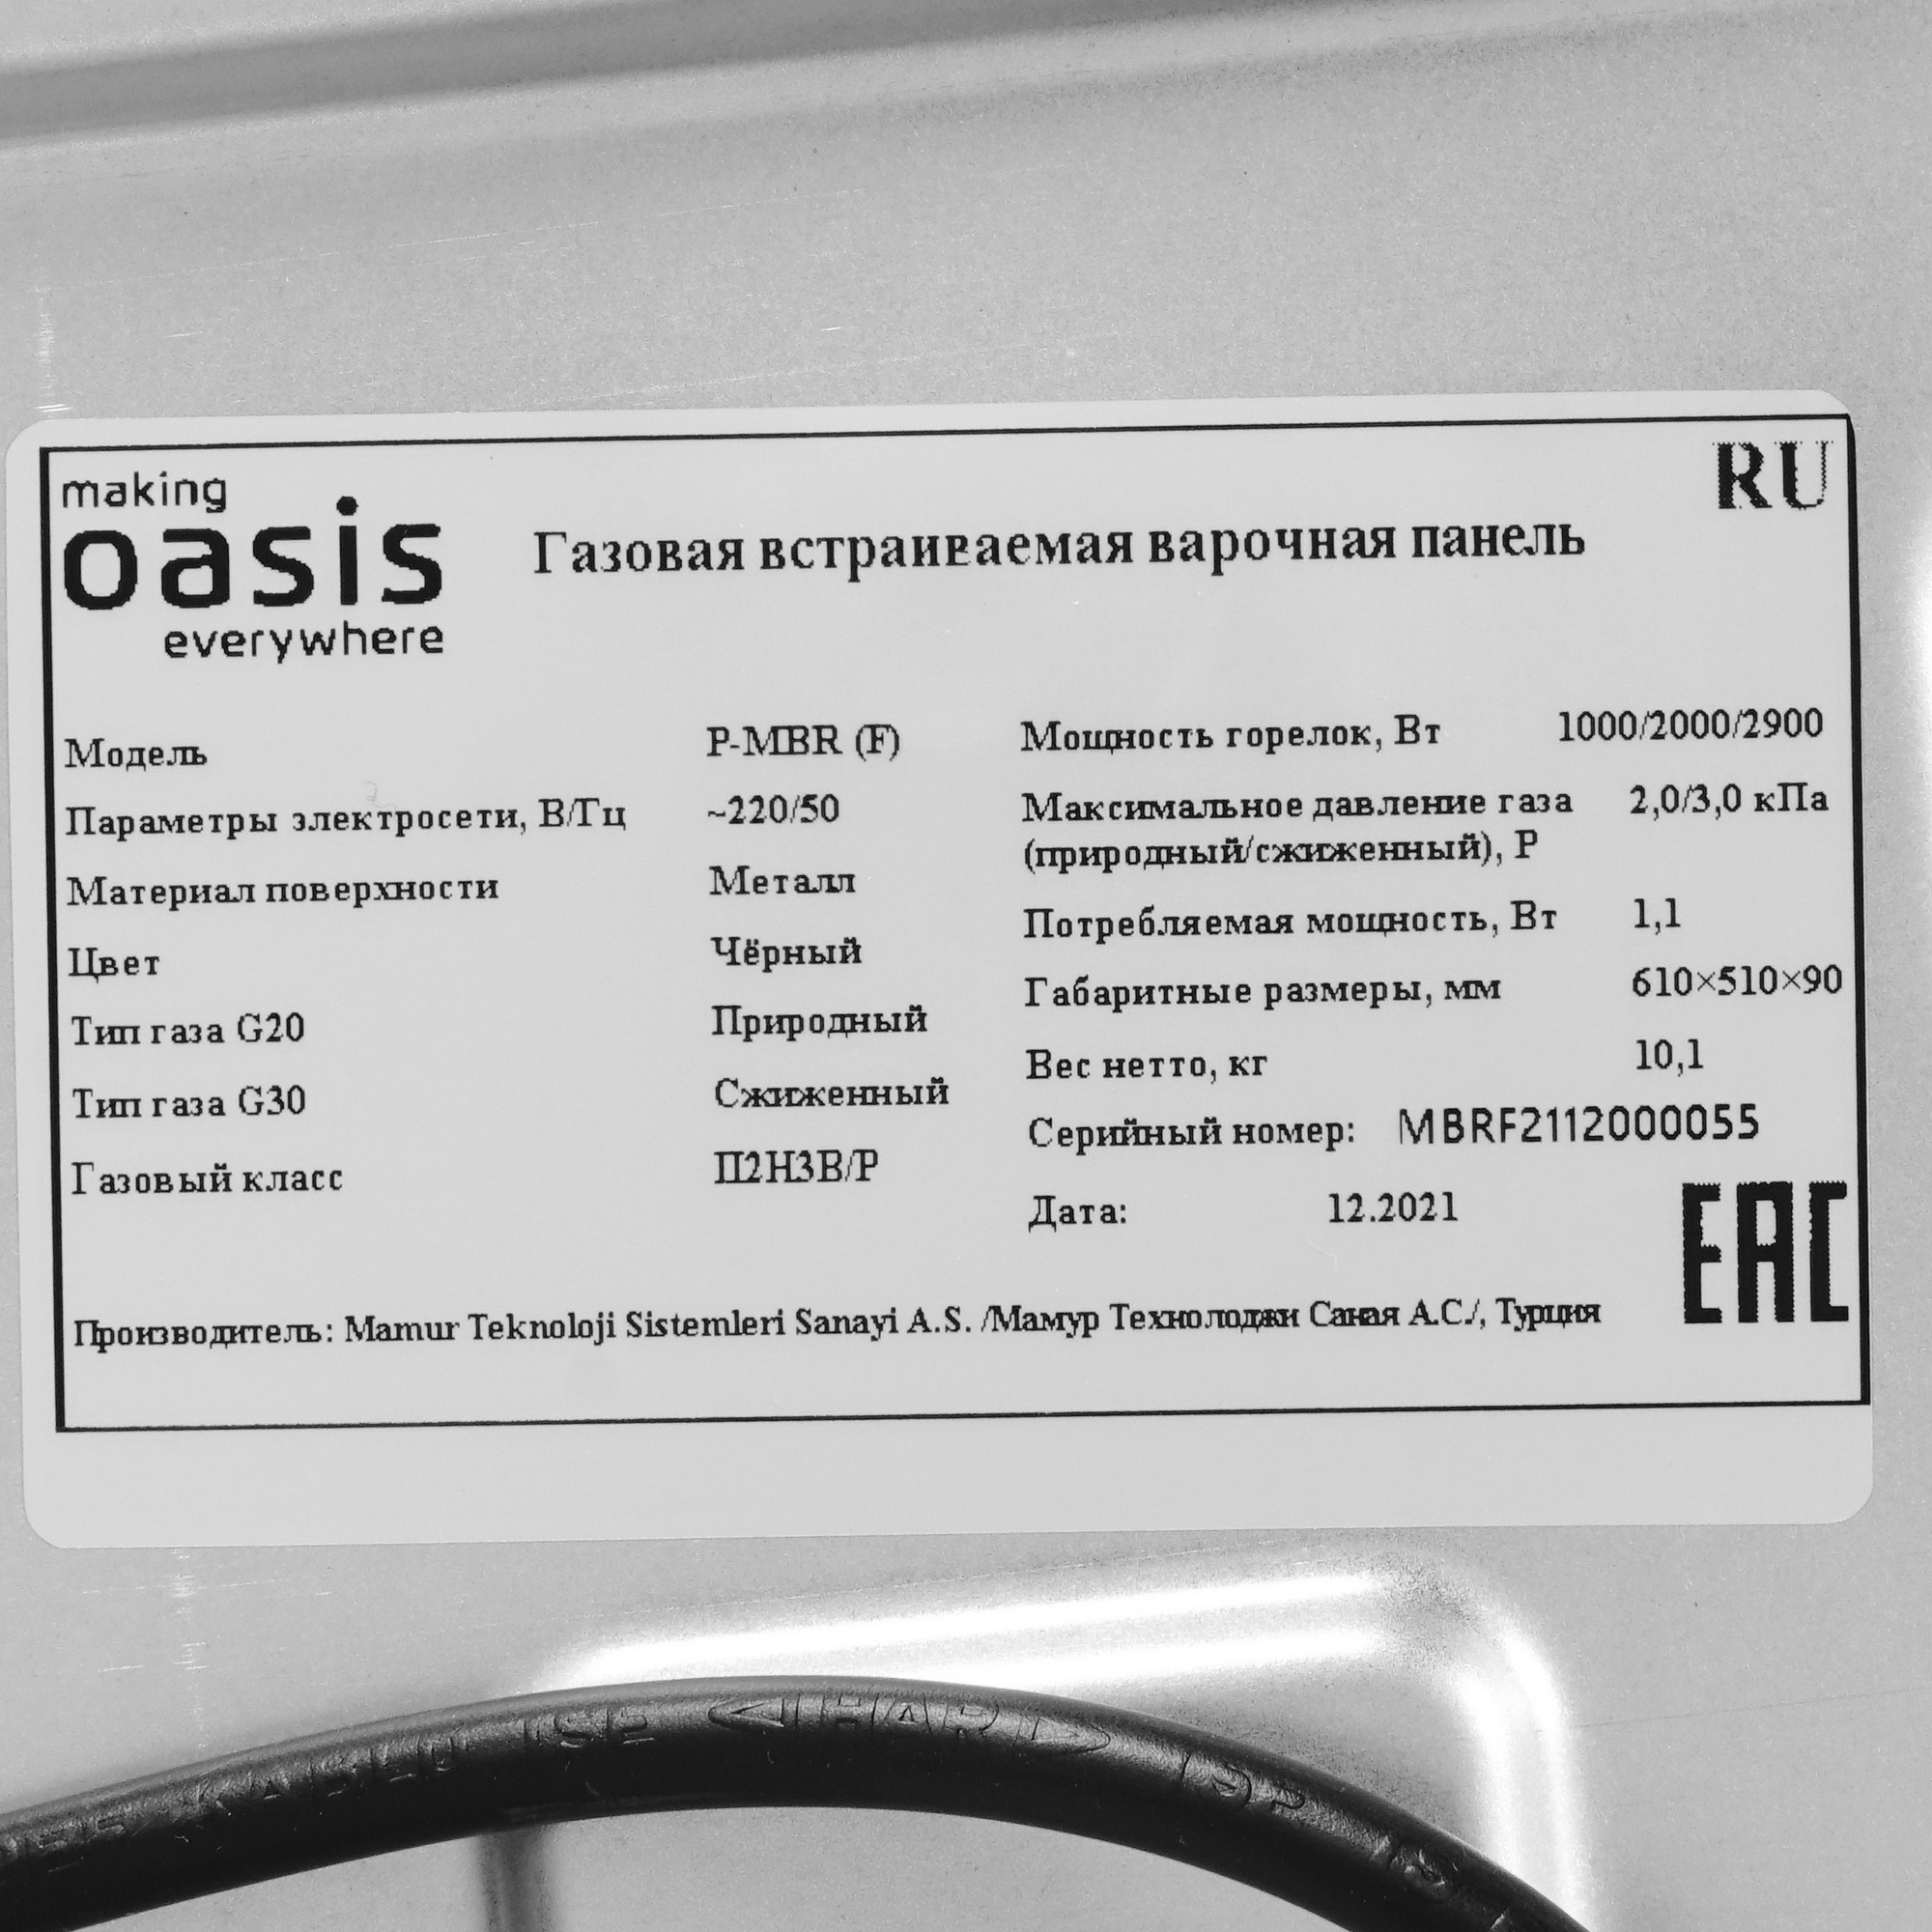 RU
making
oasis
everywhere
Газовая встраиваемая варочная панель
Модель P-MBR (F)
Параметры электросети, В/Гц ~220/50
Материал поверхности Металл
Цвет Чёрный
Тип газа G20 Природный
Тип газа G30 Сжиженный
Газовый класс П2Н3В/Р
Мощность горелок, Вт 1000/2000/2900
Максимальное давление газа 2,0/3,0 кПа
(природный/сжиженный), Р
Потребляемая мощность, Вт 1,1
Габаритные размеры, мм 610×510×90
Вес нетто, кг 10,1
Серийный номер: MBRF2112000055
Дата: 12.2021
EAC
Производитель: Mamur Teknoloji Sistemleri Sanayi A.S. /Мамур Технолоджи Саная А.С./, Турция
KABLO TSE <HAR>